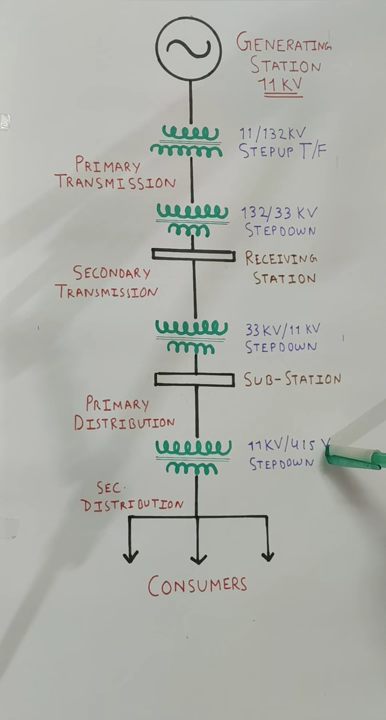 GENERATING
STATION
11 KV
11/132KV
STEPUP T/F
PRIMARY
TRANSMISSION
132/33 KV
STEPDOWN
RECEIVING
STATION
SECONDARY
TRANSMISSION
33KV/11 KV
STEPDOWN
SUB-STATION
PRIMARY
DISTRIBUTION
11KV/415 V
STEPDOWN
SEC-
DISTRIBUTION
CONSUMERS